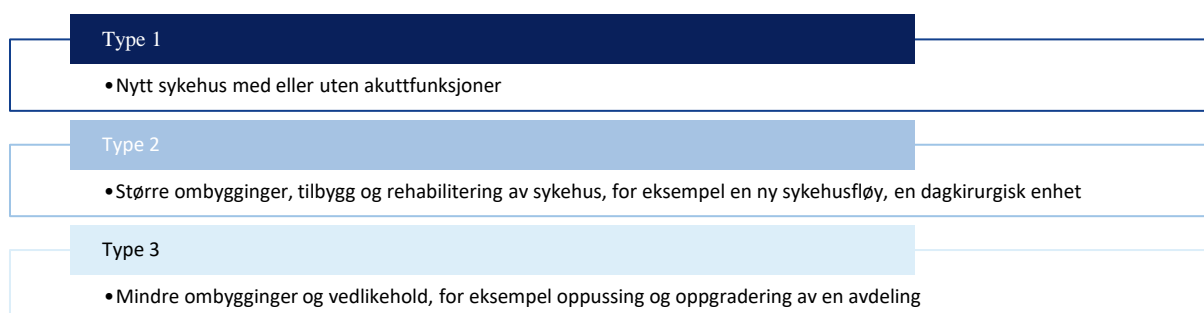 Type 1
•Nytt sykehus med eller uten akuttfunksjoner
Type 2
•Større ombygginger, tilbygg og rehabilitering av sykehus, for eksempel en ny sykehusfløy, en dagkirurgisk enhet
Type 3
•Mindre ombygginger og vedlikehold, for eksempel oppussing og oppgradering av en avdeling